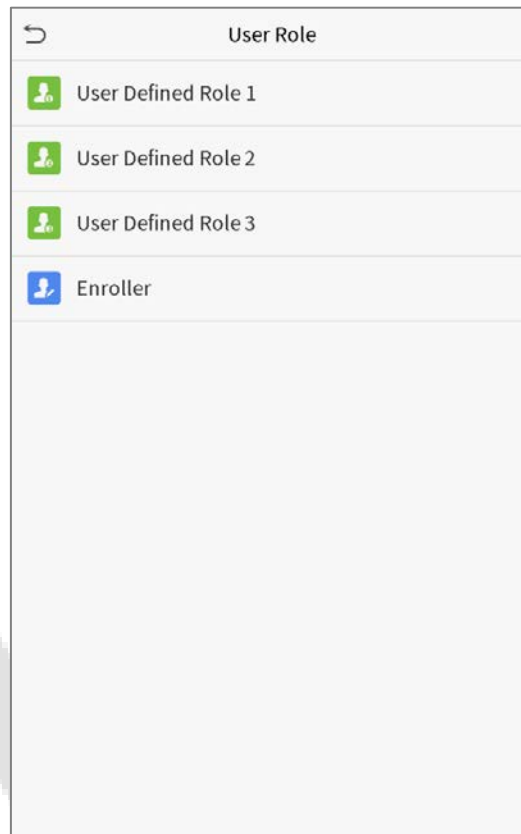 User Role
User Defined Role 1
User Defined Role 2
User Defined Role 3
Enroller